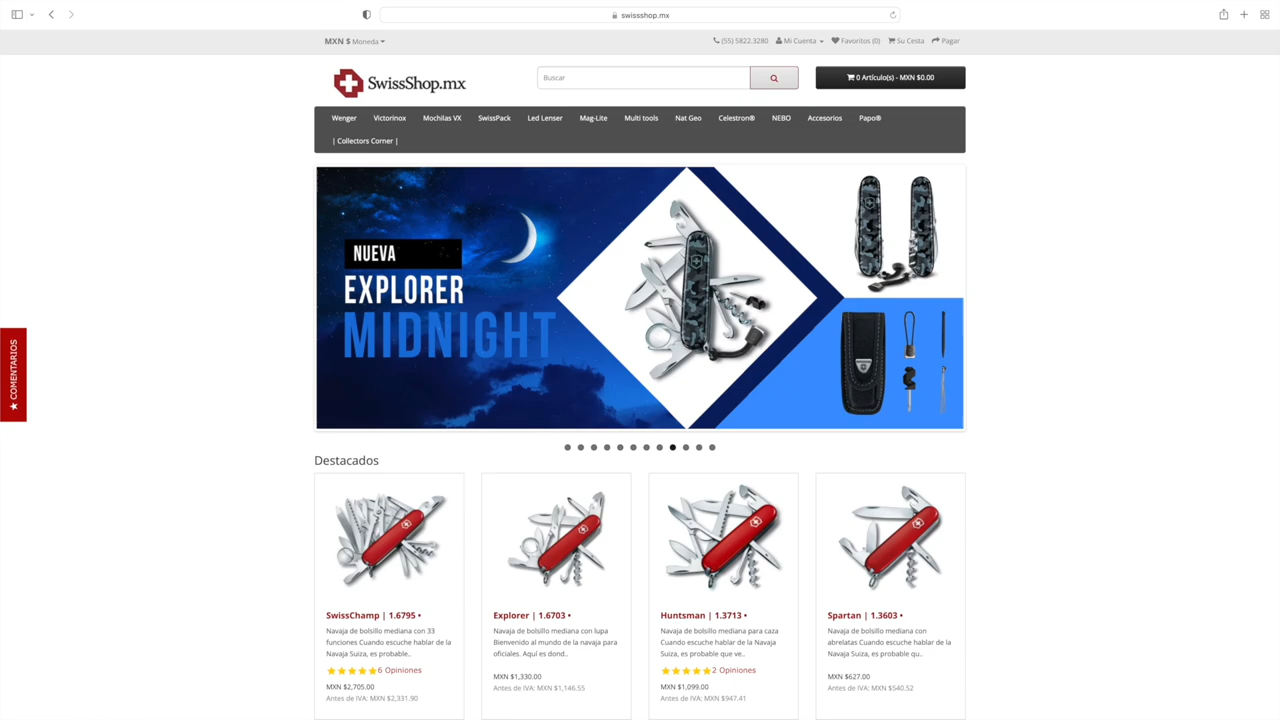 swissshop.mx
MXN $ Moneda
(55) 5822.3280 Mi Cuenta Favoritos (0) Su Cesta Pagar
SwissShop.mx
Buscar
0 Artículo(s) - MXN $0.00
Wenger Victorinox Mochilas VX SwissPack Led Lenser Mag-Lite Multi tools Nat Geo Celestron® NEBO Accesorios Papo®
| Collectors Corner |
NUEVA
EXPLORER
MIDNIGHT
★ COMENTARIOS
Destacados
SwissChamp | 1.6795 •
Navaja de bolsillo mediana con 33
funciones Cuando escuche hablar de la
Navaja Suiza, es probable..
6 Opiniones
MXN $2,705.00
Antes de IVA: MXN $2,331.90
Explorer | 1.6703 •
Navaja de bolsillo mediana con lupa
Bienvenido al mundo de la navaja para
oficiales. Aquí es dond..
MXN $1,330.00
Antes de IVA: MXN $1,146.55
Huntsman | 1.3713 •
Navaja de bolsillo mediana para caza
Cuando escuche hablar de la Navaja
Suiza, es probable que ve..
2 Opiniones
MXN $1,099.00
Antes de IVA: MXN $947.41
Spartan | 1.3603 •
Navaja de bolsillo mediana con
abrelatas Cuando escuche hablar de la
Navaja Suiza, es probable qu..
MXN $627.00
Antes de IVA: MXN $540.52